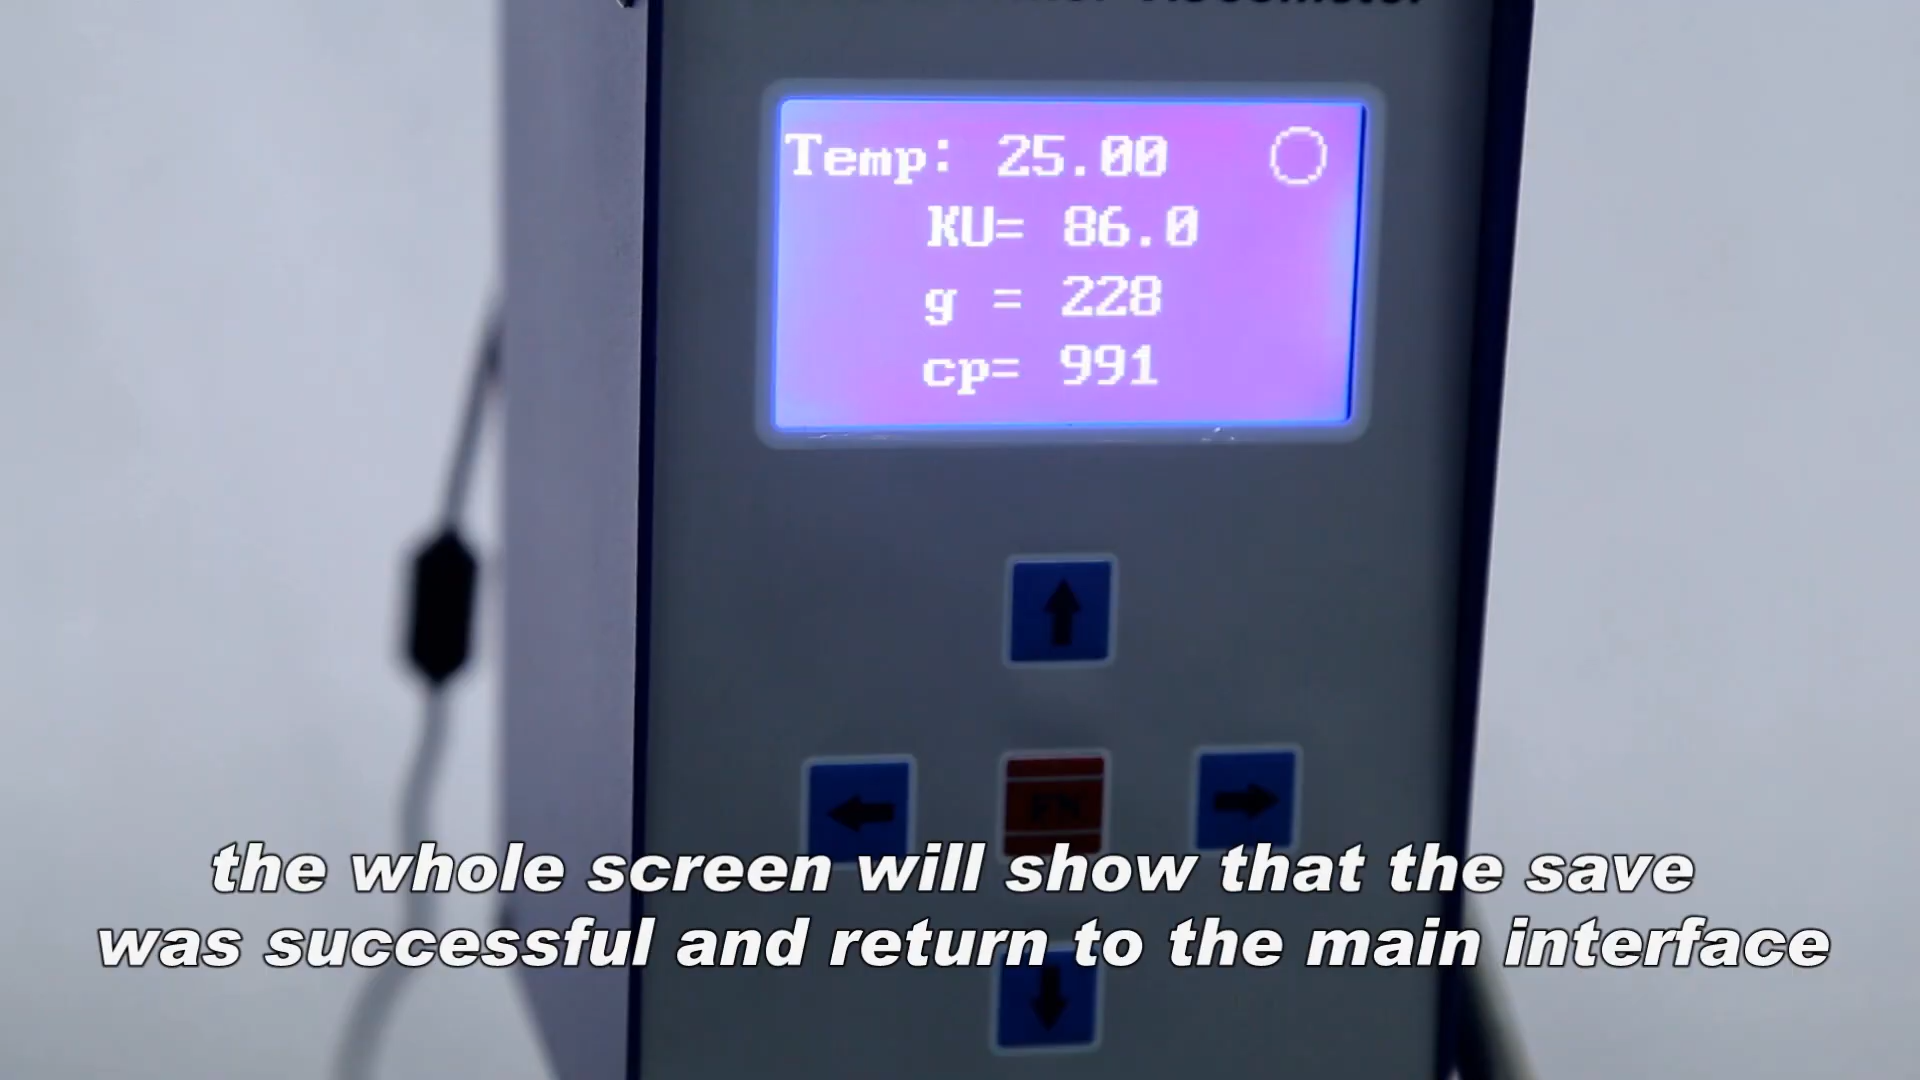 Temp: 25.00
KU= 86.0
g = 228
cp= 991
the whole screen will show that the save
was successful and return to the main interface